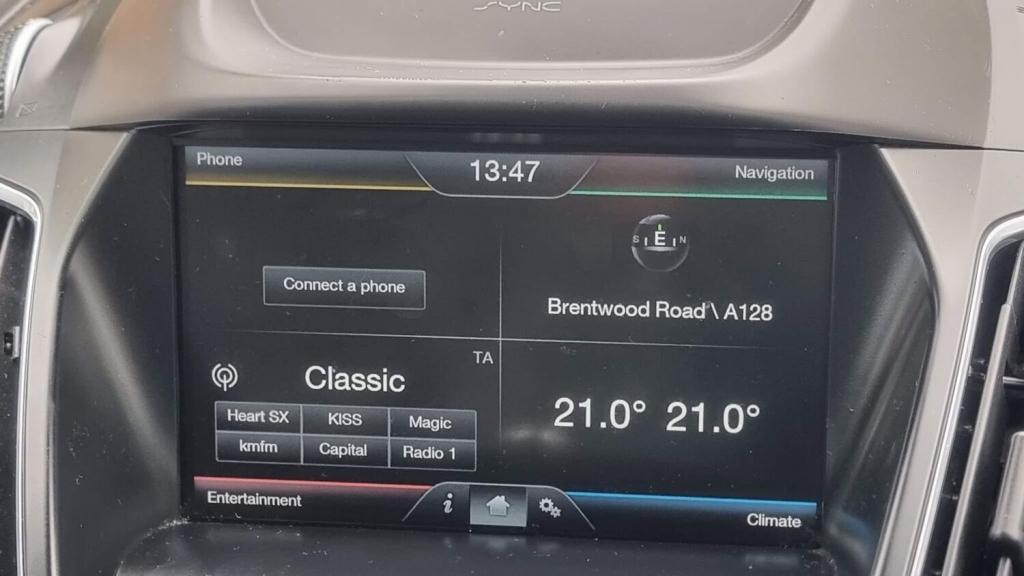 SYNC
Phone
13:47
Navigation
S E N
Connect a phone
Brentwood Road \ A128
TA
Classic
21.0° 21.0°
Heart SX KISS Magic
kmfm Capital Radio 1
Entertainment
i
Climate